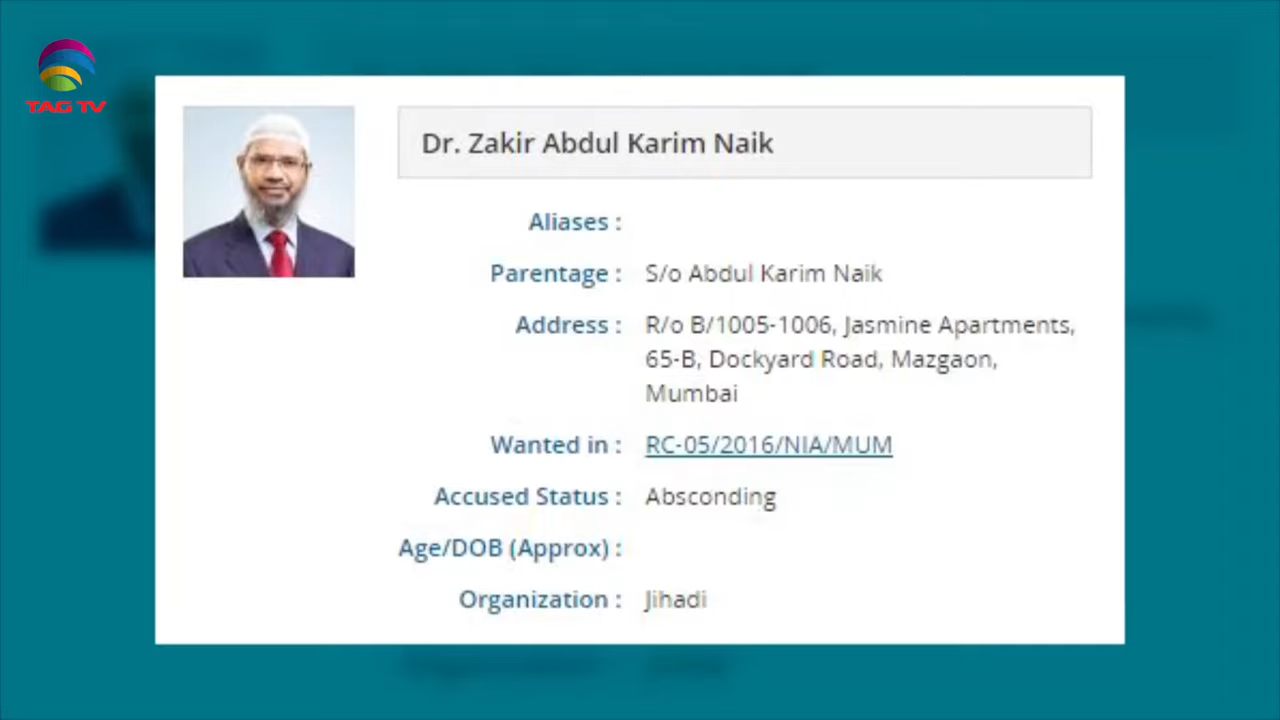 TAG TV
Dr. Zakir Abdul Karim Naik
Aliases :
Parentage : S/o Abdul Karim Naik
Address : R/o B/1005-1006, Jasmine Apartments,
65-B, Dockyard Road, Mazgaon,
Mumbai
Wanted in : RC-05/2016/NIA/MUM
Accused Status : Absconding
Age/DOB (Approx) :
Organization : Jihadi